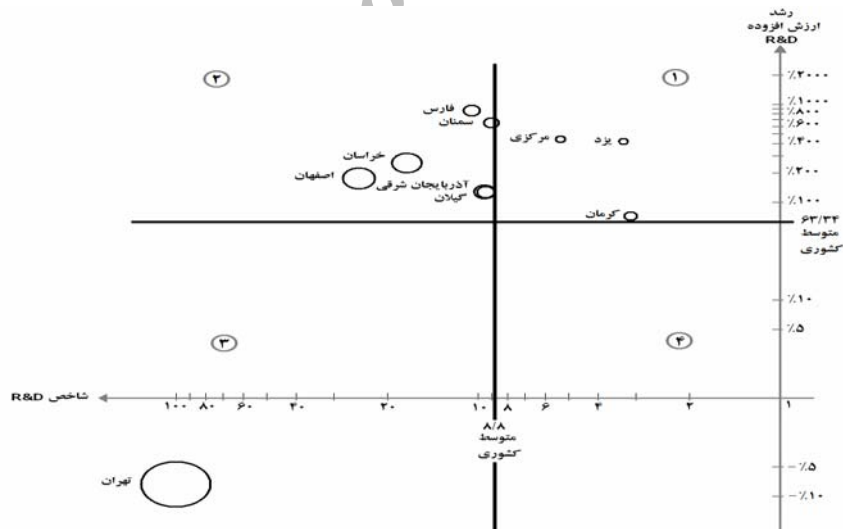 رشد
ارزش افزوده
R&D
٪۲۰۰۰
٪۱۰۰۰
٪۸۰۰
٪۶۰۰
٪۴۰۰
٪۲۰۰
٪۱۰۰
۶۳/۳۴
متوسط
کشوری
٪۱۰
٪۵
-٪۵
-٪۱۰
۱
۲
۳
۴
فارس
سمنان
مرکزی
یزد
خراسان
اصفهان
آذربایجان شرقی
گیلان
کرمان
شاخص R&D
۱۰۰ ۸۰ ۶۰ ۴۰ ۲۰ ۱۰ ۸ ۶ ۴ ۲ ۱
۸/۸
متوسط
کشوری
تهران